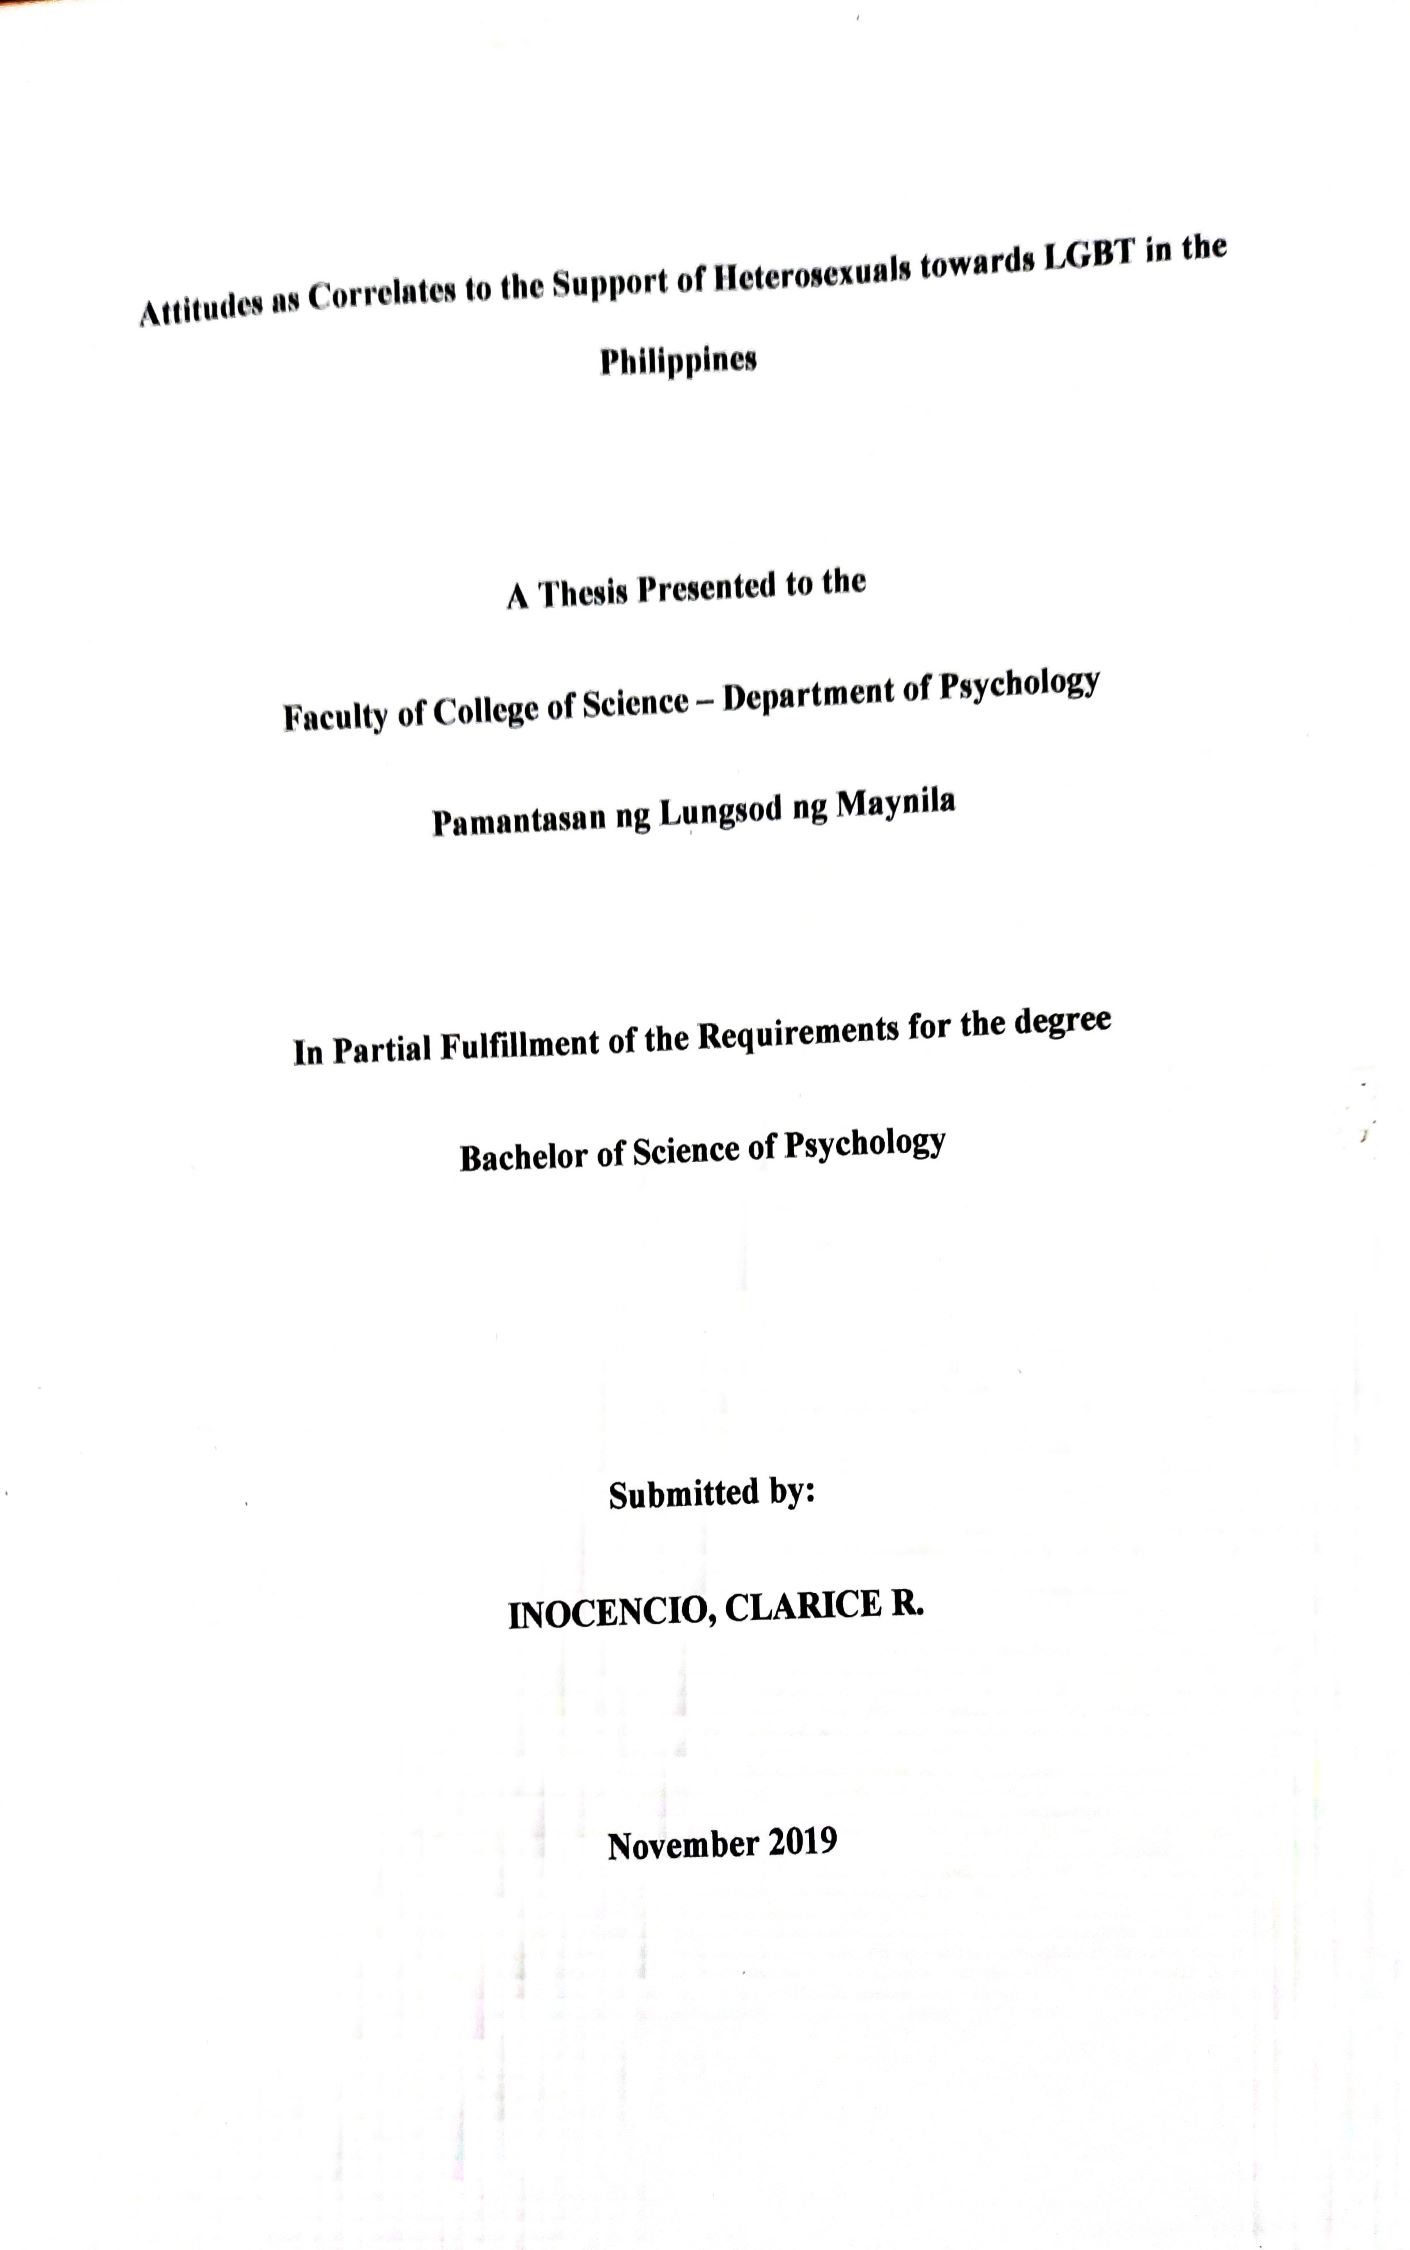 Attitudes as Correlates to the Support of Heterosexuals towards LGBT in the
Philippines
A Thesis Presented to the
Faculty of College of Science – Department of Psychology
Pamantasan ng Lungsod ng Maynila
In Partial Fulfillment of the Requirements for the degree
Bachelor of Science of Psychology
Submitted by:
INOCENCIO, CLARICE R.
November 2019